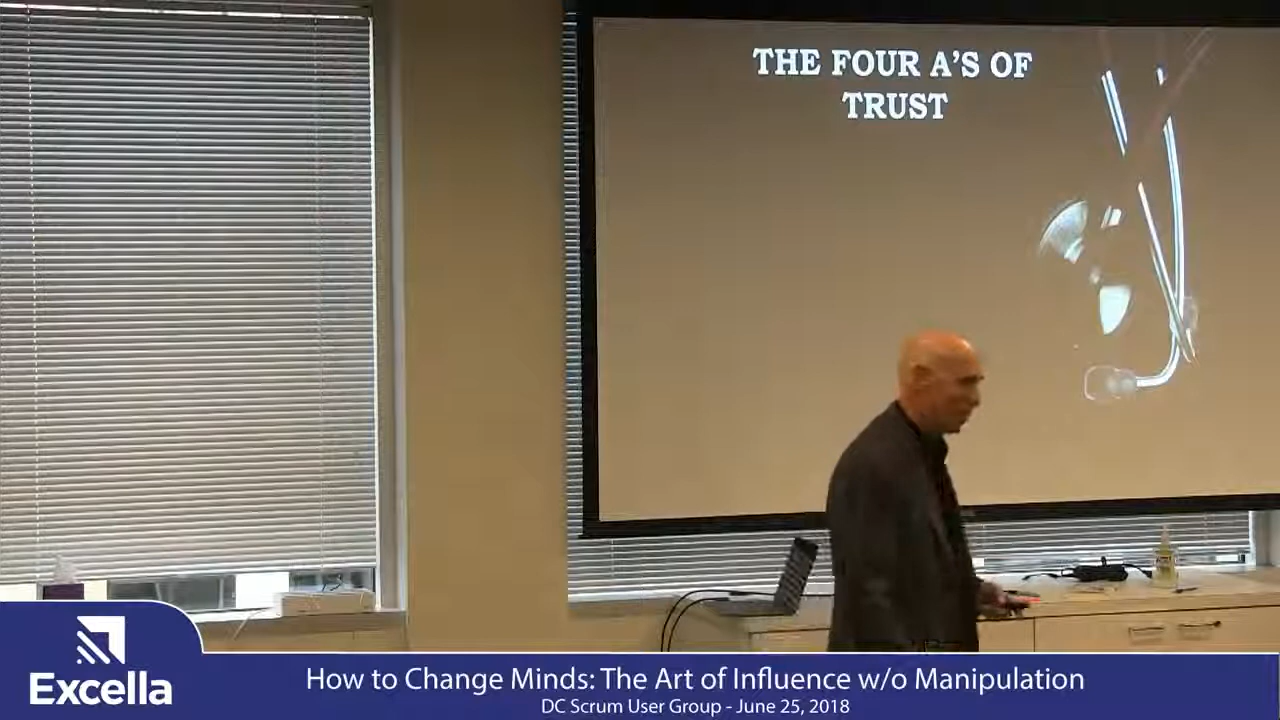 THE FOUR A'S OF
TRUST
Excella
How to Change Minds: The Art of Influence w/o Manipulation
DC Scrum User Group - June 25, 2018